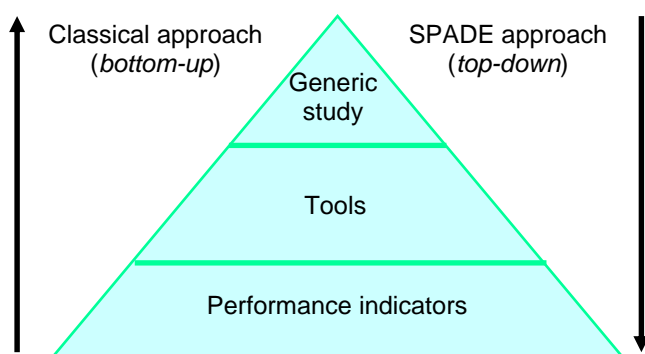 Classical approach
(bottom-up)
SPADE approach
(top-down)
Generic
study
Tools
Performance indicators